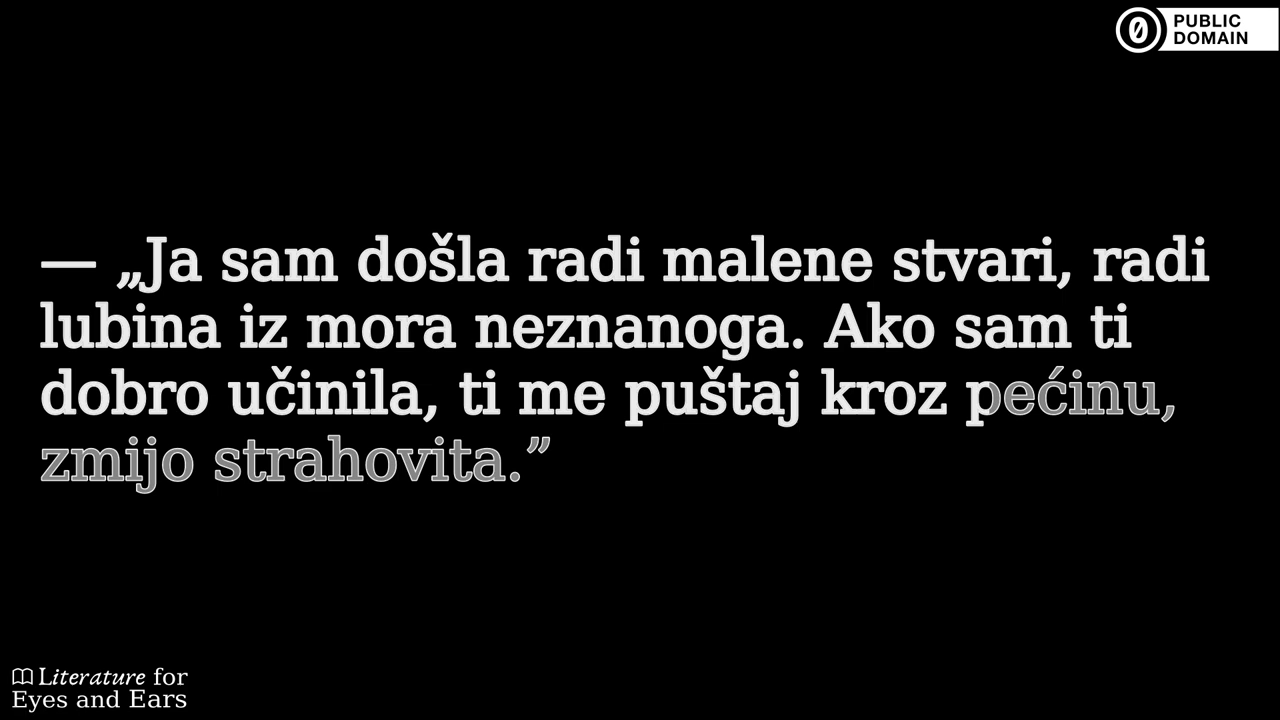 PUBLIC
DOMAIN
— „Ja sam došla radi malene stvari, radi
lubina iz mora neznanoga. Ako sam ti
dobro učinila, ti me puštaj kroz pećinu,
zmijo strahovita.”
Literature for
Eyes and Ears